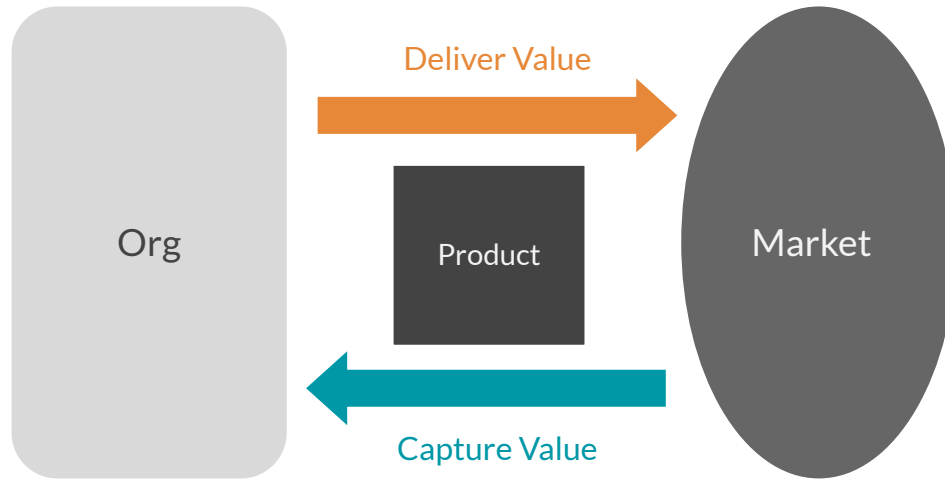 Deliver Value
Org
Product
Market
Capture Value